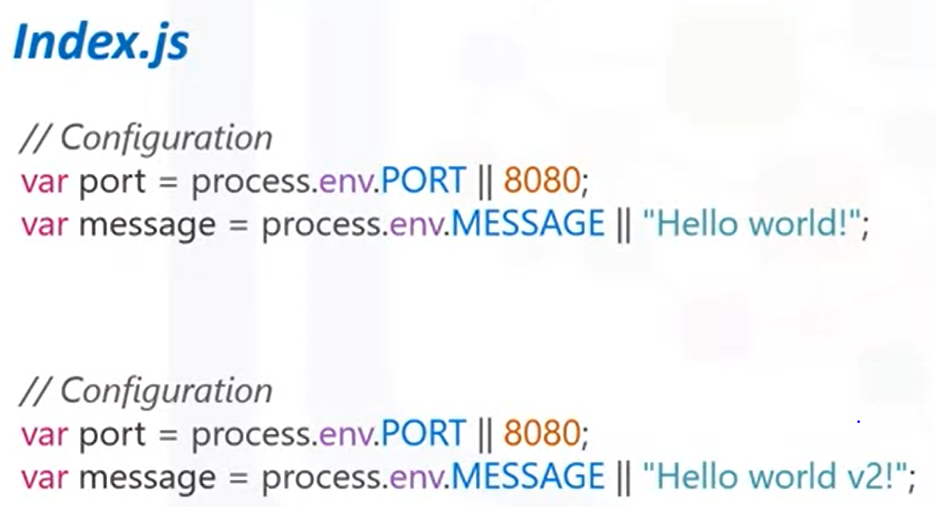 Index.js
// Configuration
var port = process.env.PORT || 8080;
var message = process.env.MESSAGE || "Hello world!";
// Configuration
var port = process.env.PORT || 8080;
var message = process.env.MESSAGE || "Hello world v2!";